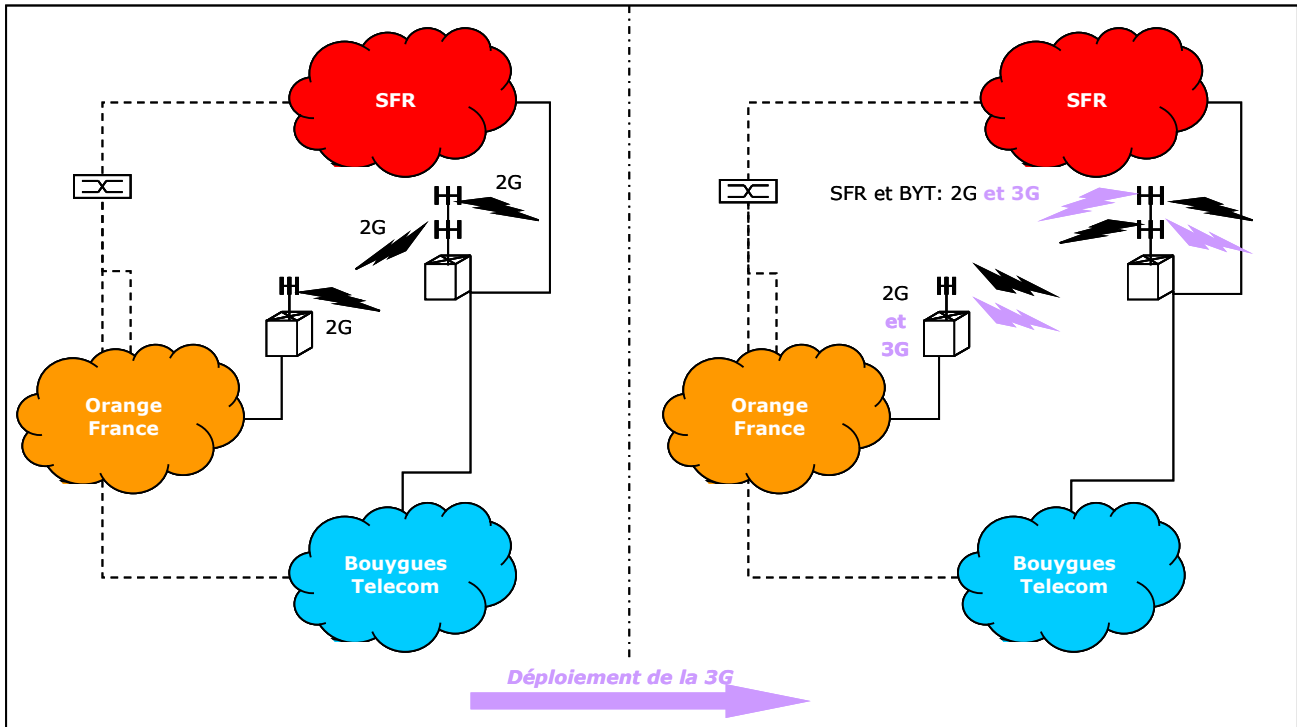 SFR
2G
2G
2G
Orange
France
Bouygues
Telecom
SFR
SFR et BYT: 2G et 3G
2G
et
3G
Orange
France
Bouygues
Telecom
Déploiement de la 3G